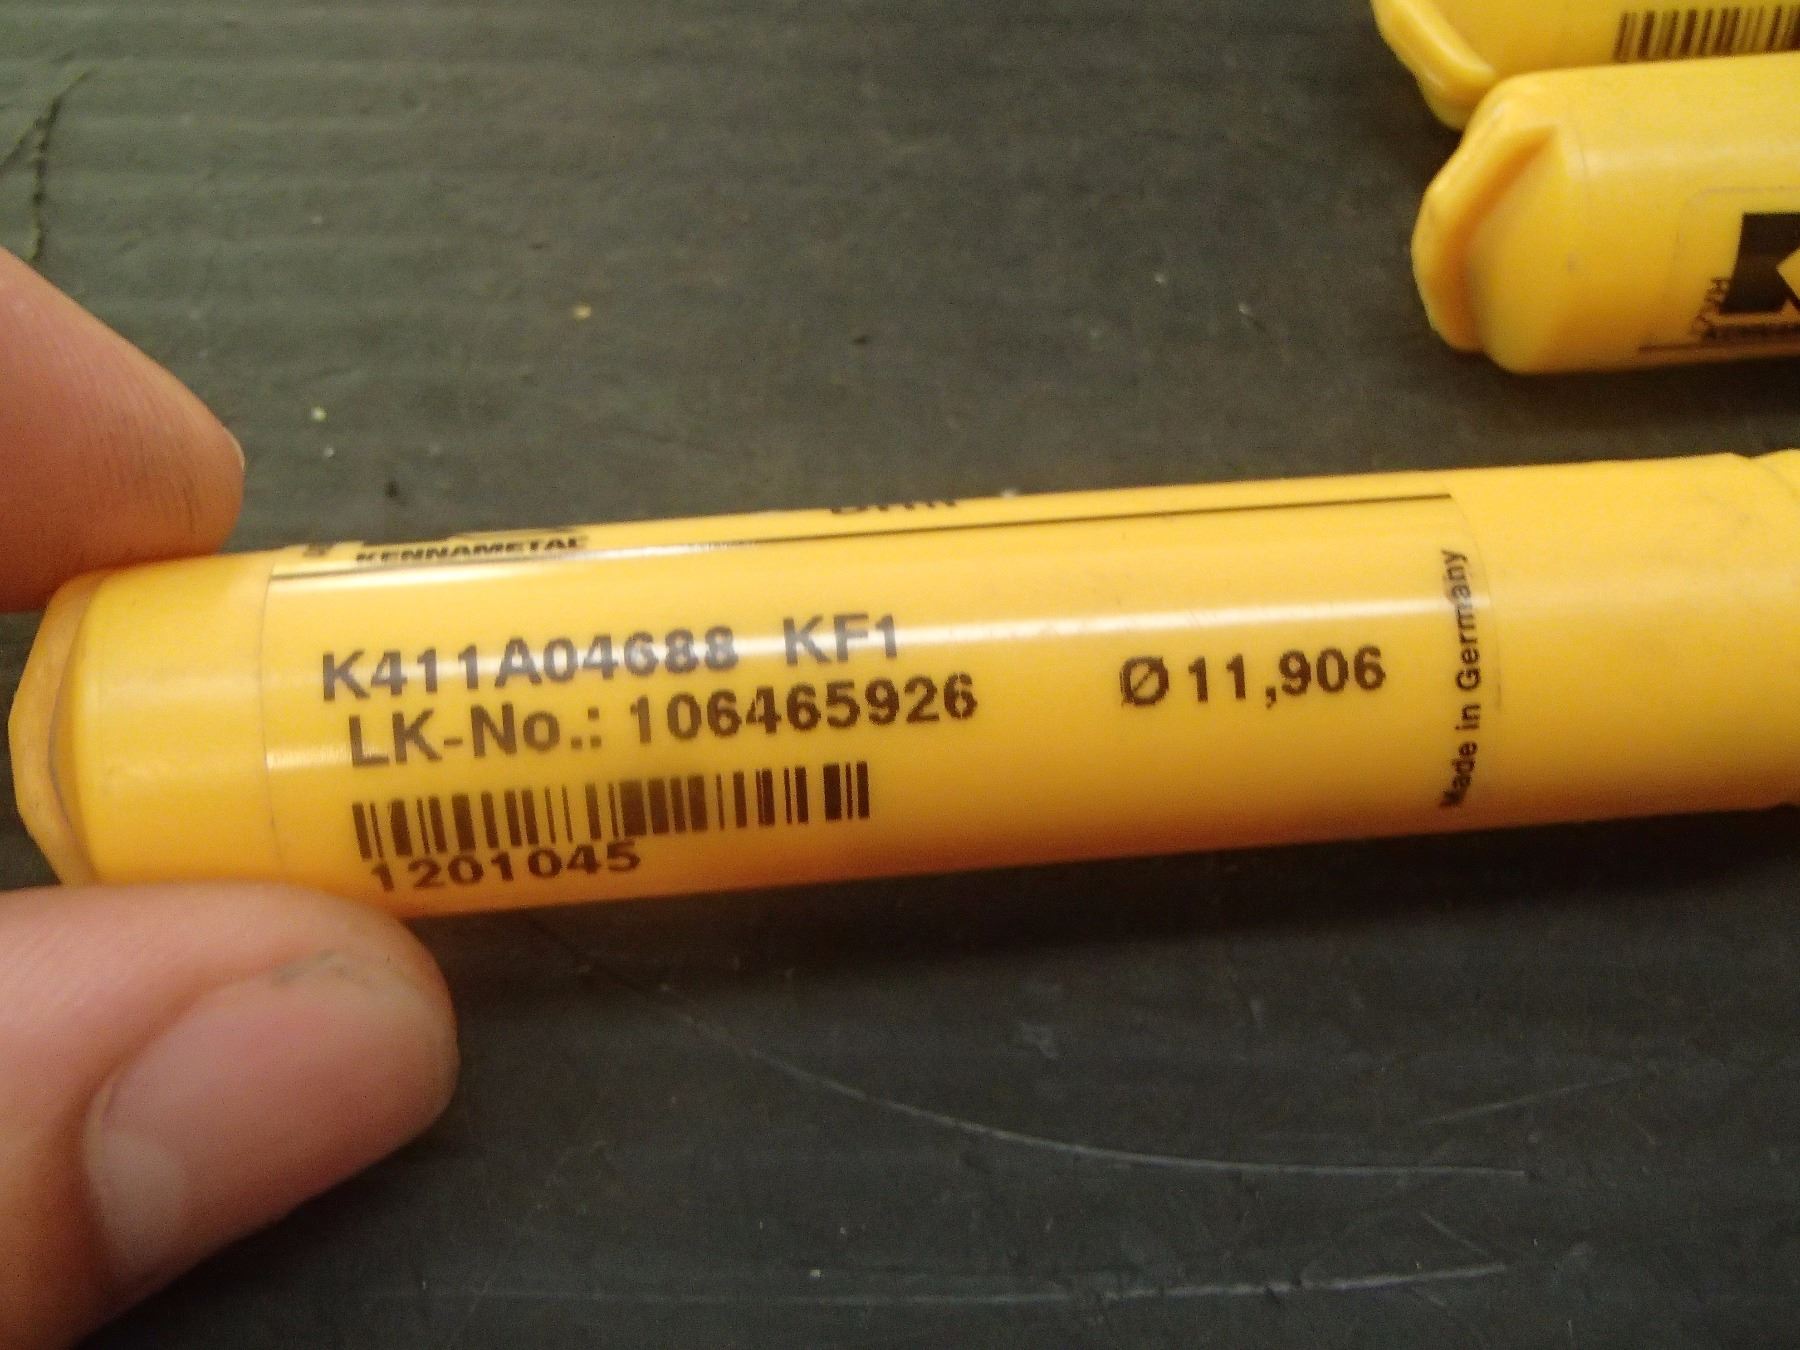 KENNAMETAL
K411A04688 KF1
LK-No.: 106465926
Ø 11,906
1201045
Made in Germany